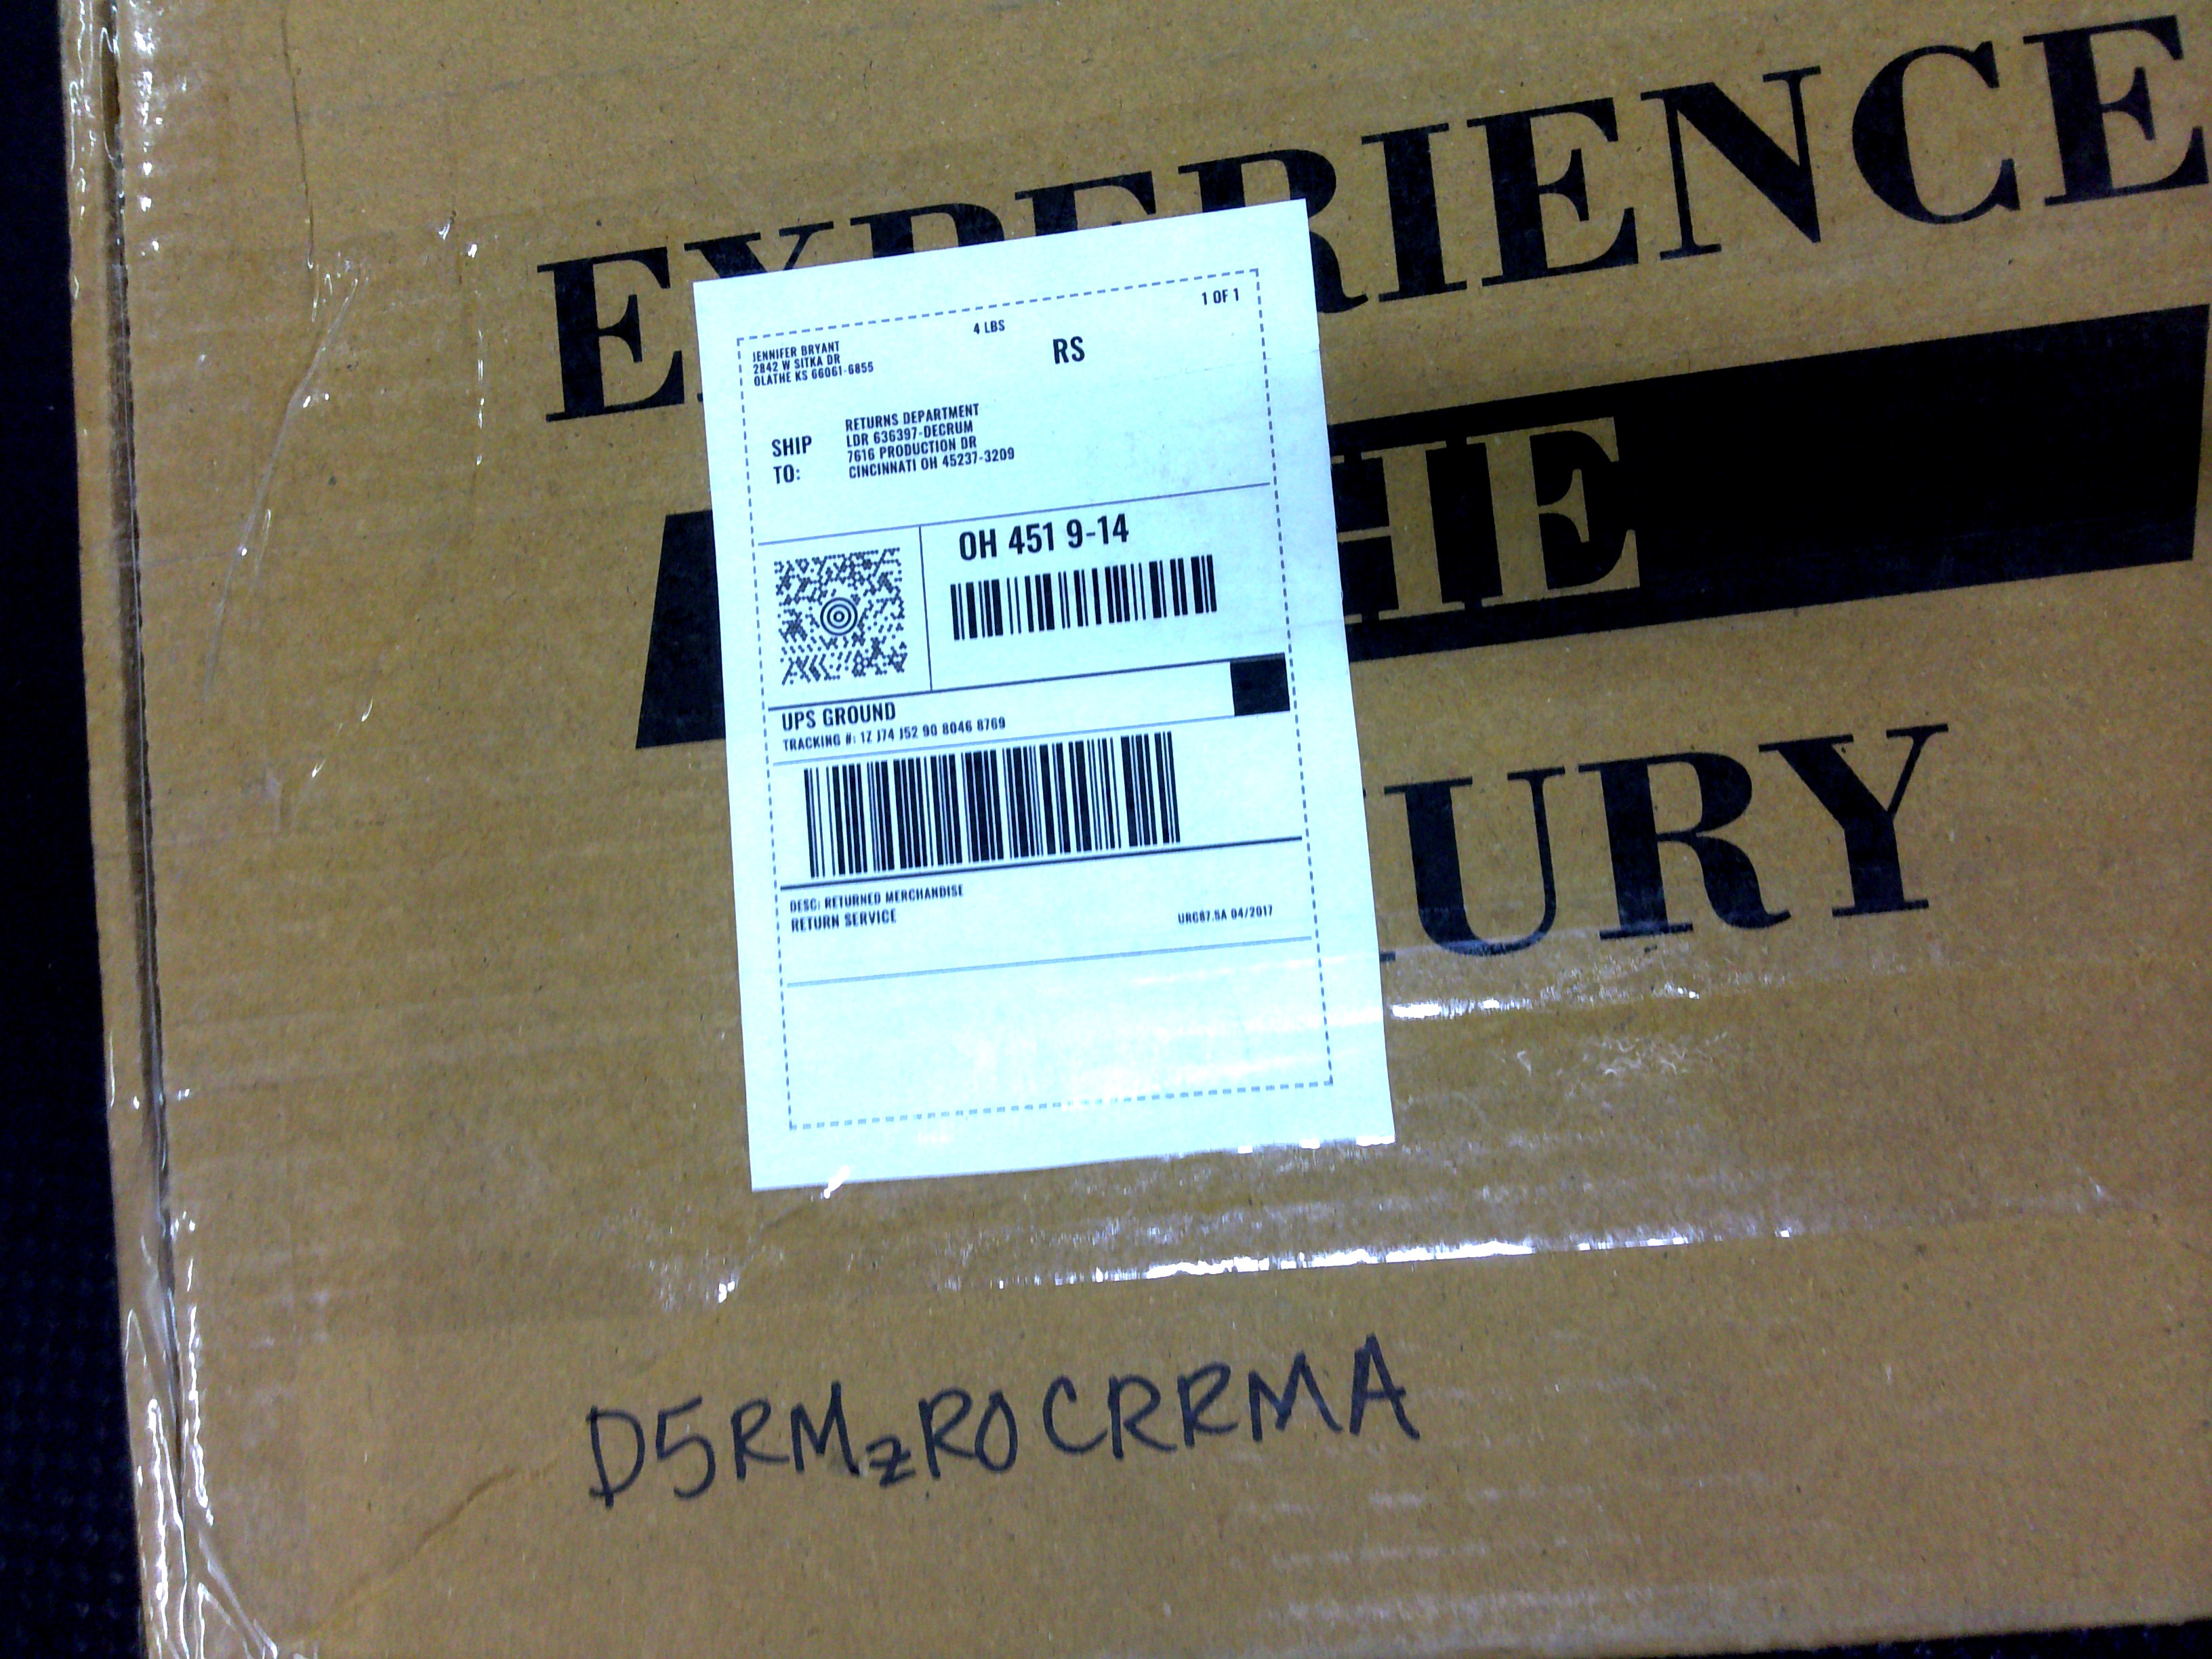 EXPERIENCE
HE
URY
1 OF 1
4 LBS
RS
JENNIFER BRYANT
2842 W SITKA DR
OLATHE KS 66061-6855
SHIP
TO:
RETURNS DEPARTMENT
LDR 636397-DECRUM
7616 PRODUCTION DR
CINCINNATI OH 45237-3209
OH 451 9-14
UPS GROUND
TRACKING #: 1Z J74 J52 90 8046 8769
DESC: RETURNED MERCHANDISE
RETURN SERVICE
URC87.5A 04/2017
D5RMzR0CRRMA